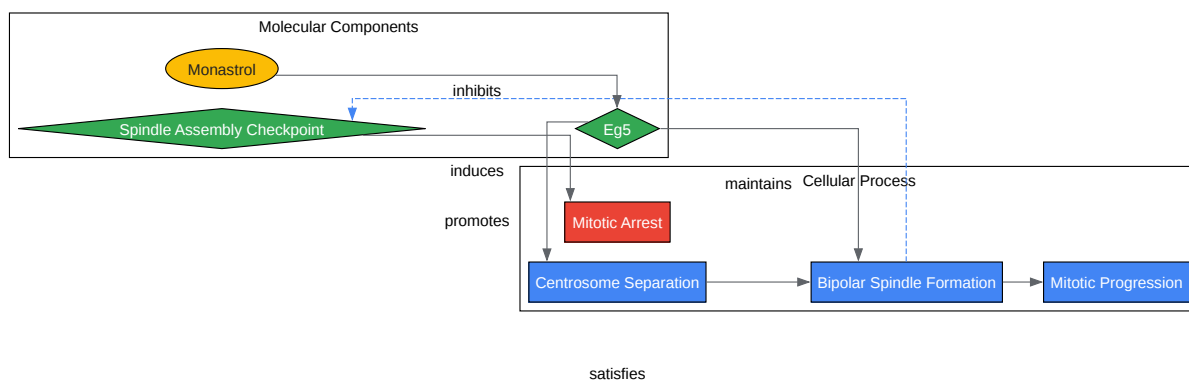 Molecular Components
Monastrol
inhibits
Spindle Assembly Checkpoint
Eg5
induces
maintains
Cellular Process
promotes
Mitotic Arrest
Centrosome Separation
Bipolar Spindle Formation
Mitotic Progression
satisfies